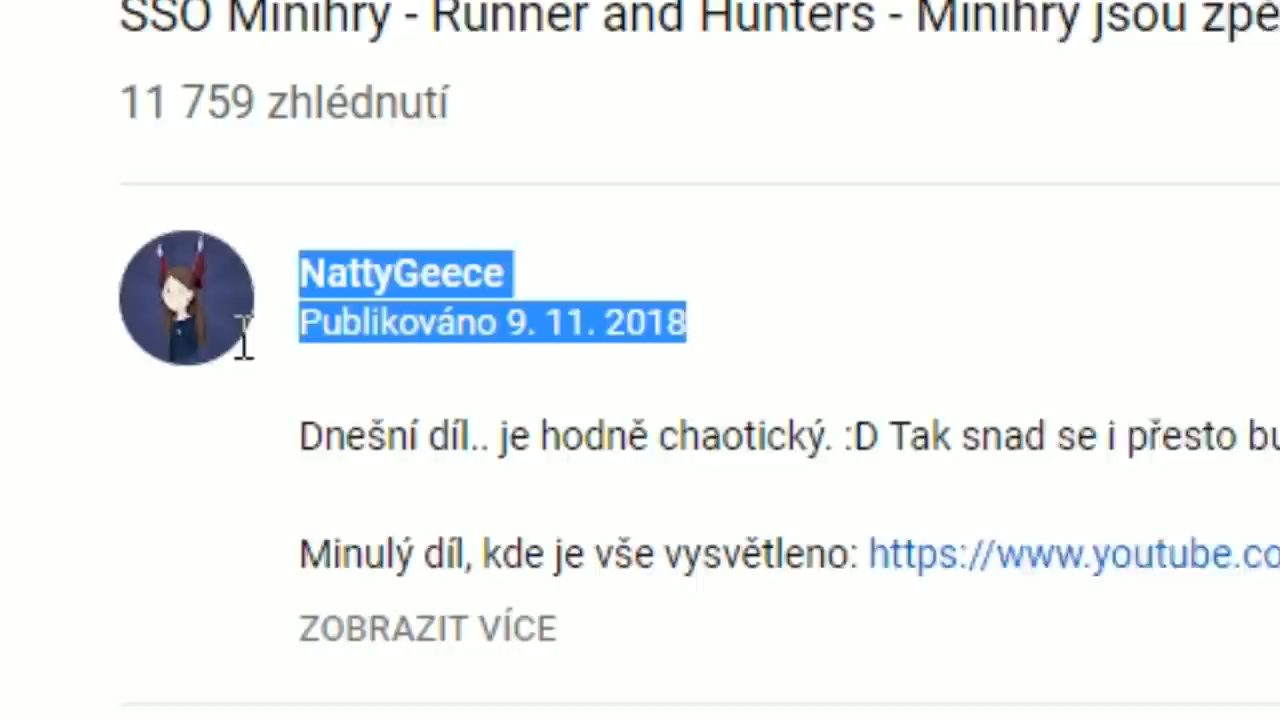 SSO Minihry - Runner and Hunters - Minihry jsou zpě
11 759 zhlédnutí
NattyGeece
Publikováno 9. 11. 2018
Dnešní díl.. je hodně chaotický. :D Tak snad se i přesto bu
Minulý díl, kde je vše vysvětleno: https://www.youtube.co
ZOBRAZIT VÍCE